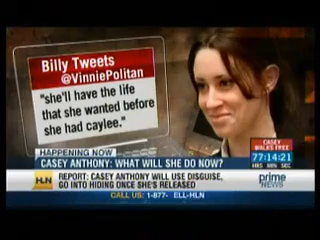 Billy Tweets
@VinniePolitan
"she'll have the life
that she wanted before
she had caylee."
CASEY
WALKS FREE
77:14:21
HRS. MIN. SEC.
HAPPENING NOW
CASEY ANTHONY: WHAT WILL SHE DO NOW?
HLN
REPORT: CASEY ANTHONY WILL USE DISGUISE,
GO INTO HIDING ONCE SHE'S RELEASED
prime
NEWS
CALL US: 1-877- ELL-HLN